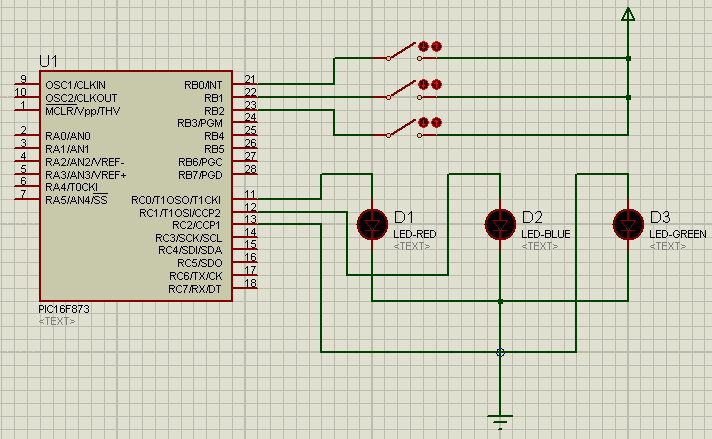 U1
9 OSC1/CLKIN RB0/INT 21
10 OSC2/CLKOUT RB1 22
1 MCLR/Vpp/THV RB2 23
RB3/PGM 24
2 RA0/AN0 RB4 25
3 RA1/AN1 RB5 26
4 RA2/AN2/VREF- RB6/PGC 27
5 RA3/AN3/VREF+ RB7/PGD 28
6 RA4/T0CKI
7 RA5/AN4/SS RC0/T1OSO/T1CKI 11
RC1/T1OSI/CCP2 12
RC2/CCP1 13
RC3/SCK/SCL 14
RC4/SDI/SDA 15
RC5/SDO 16
RC6/TX/CK 17
RC7/RX/DT 18
PIC16F873
<TEXT>
D1
LED-RED
<TEXT>
D2
LED-BLUE
<TEXT>
D3
LED-GREEN
<TEXT>